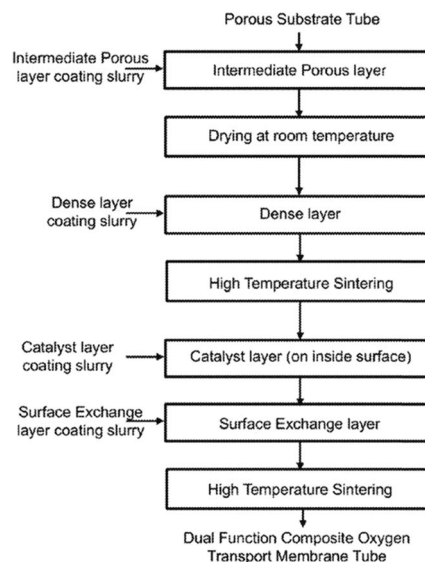 Porous Substrate Tube
Intermediate Porous
layer coating slurry
Intermediate Porous layer
Drying at room temperature
Dense layer
coating slurry
Dense layer
High Temperature Sintering
Catalyst layer
coating slurry
Catalyst layer (on inside surface)
Surface Exchange
layer coating slurry
Surface Exchange layer
High Temperature Sintering
Dual Function Composite Oxygen
Transport Membrane Tube